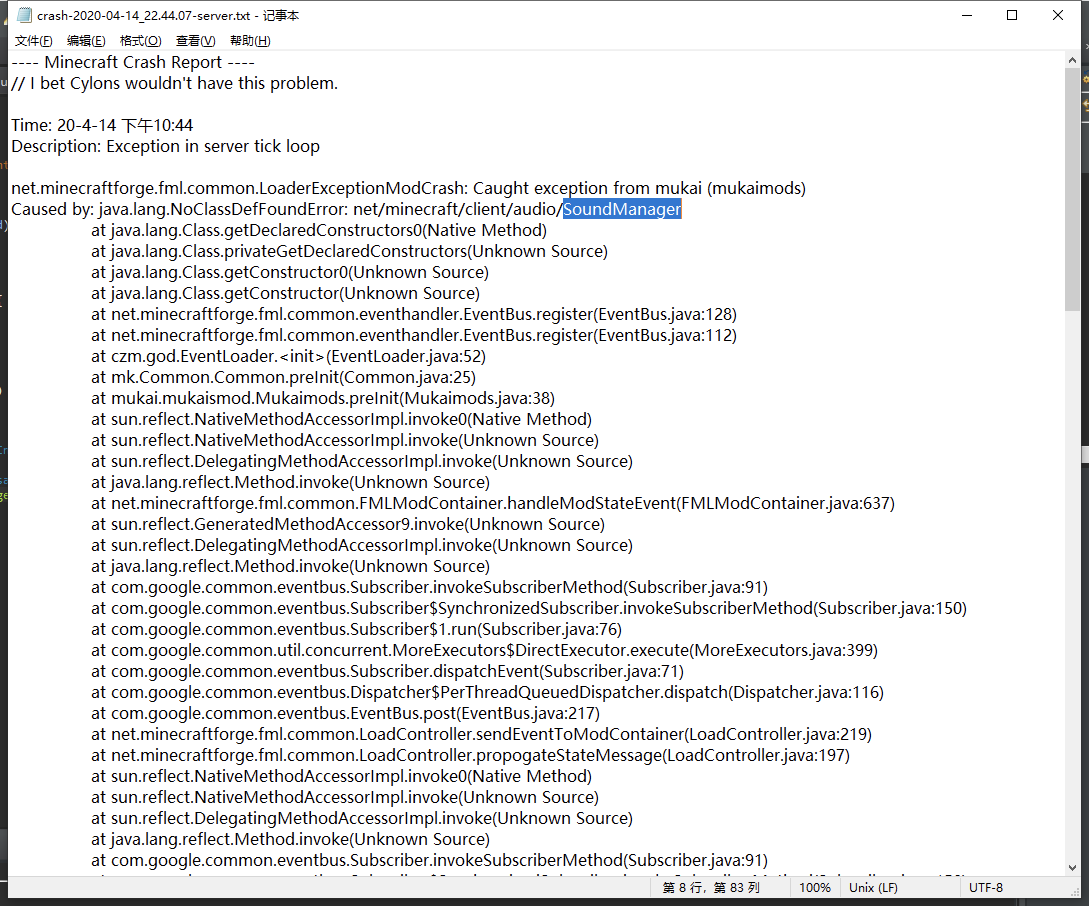 crash-2020-04-14_22.44.07-server.txt - 记事本
文件(F) 编辑(E) 格式(O) 查看(V) 帮助(H)
---- Minecraft Crash Report ----
// I bet Cylons wouldn't have this problem.
Time: 20-4-14 下午10:44
Description: Exception in server tick loop
net.minecraftforge.fml.common.LoaderExceptionModCrash: Caught exception from mukai (mukaimods)
Caused by: java.lang.NoClassDefFoundError: net/minecraft/client/audio/SoundManager
at java.lang.Class.getDeclaredConstructors0(Native Method)
at java.lang.Class.privateGetDeclaredConstructors(Unknown Source)
at java.lang.Class.getConstructor0(Unknown Source)
at java.lang.Class.getConstructor(Unknown Source)
at net.minecraftforge.fml.common.eventhandler.EventBus.register(EventBus.java:128)
at net.minecraftforge.fml.common.eventhandler.EventBus.register(EventBus.java:112)
at czm.god.EventLoader.<init>(EventLoader.java:52)
at mk.Common.Common.preInit(Common.java:25)
at mukai.mukaismod.Mukaimods.preInit(Mukaimods.java:38)
at sun.reflect.NativeMethodAccessorImpl.invoke0(Native Method)
at sun.reflect.NativeMethodAccessorImpl.invoke(Unknown Source)
at sun.reflect.DelegatingMethodAccessorImpl.invoke(Unknown Source)
at java.lang.reflect.Method.invoke(Unknown Source)
at net.minecraftforge.fml.common.FMLModContainer.handleModStateEvent(FMLModContainer.java:637)
at sun.reflect.GeneratedMethodAccessor9.invoke(Unknown Source)
at sun.reflect.DelegatingMethodAccessorImpl.invoke(Unknown Source)
at java.lang.reflect.Method.invoke(Unknown Source)
at com.google.common.eventbus.Subscriber.invokeSubscriberMethod(Subscriber.java:91)
at com.google.common.eventbus.Subscriber$SynchronizedSubscriber.invokeSubscriberMethod(Subscriber.java:150)
at com.google.common.eventbus.Subscriber$1.run(Subscriber.java:76)
at com.google.common.util.concurrent.MoreExecutors$DirectExecutor.execute(MoreExecutors.java:399)
at com.google.common.eventbus.Subscriber.dispatchEvent(Subscriber.java:71)
at com.google.common.eventbus.Dispatcher$PerThreadQueuedDispatcher.dispatch(Dispatcher.java:116)
at com.google.common.eventbus.EventBus.post(EventBus.java:217)
at net.minecraftforge.fml.common.LoadController.sendEventToModContainer(LoadController.java:219)
at net.minecraftforge.fml.common.LoadController.propogateStateMessage(LoadController.java:197)
at sun.reflect.NativeMethodAccessorImpl.invoke0(Native Method)
at sun.reflect.NativeMethodAccessorImpl.invoke(Unknown Source)
at sun.reflect.DelegatingMethodAccessorImpl.invoke(Unknown Source)
at java.lang.reflect.Method.invoke(Unknown Source)
at com.google.common.eventbus.Subscriber.invokeSubscriberMethod(Subscriber.java:91)
第 8 行，第 83 列 100% Unix (LF) UTF-8